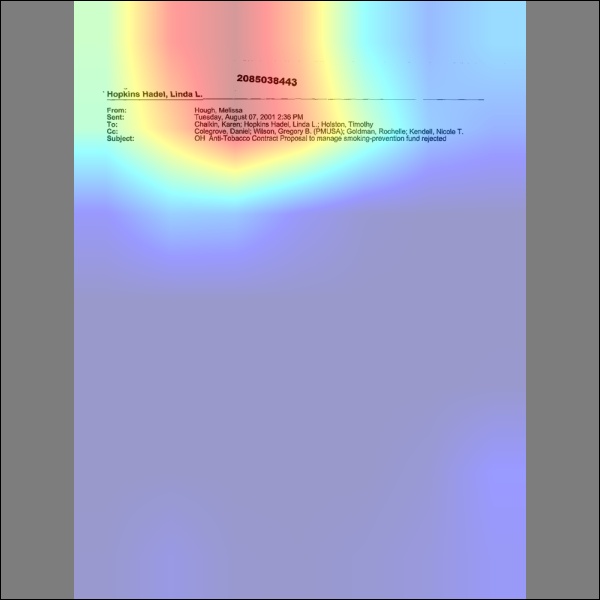 2085038443
Hopkins Hadel, Linda L.
From: Hough, Melissa
Sent: Tuesday, August 07, 2001 2:36 PM
To: Chaikin, Karen; Hopkins Hadel, Linda L.; Holston, Timothy
Cc: Colegrove, Daniel; Wilson, Gregory B. (PMUSA); Goldman, Rochelle; Kendell, Nicole T.
Subject: OH Anti-Tobacco Contract Proposal to manage smoking-prevention fund rejected